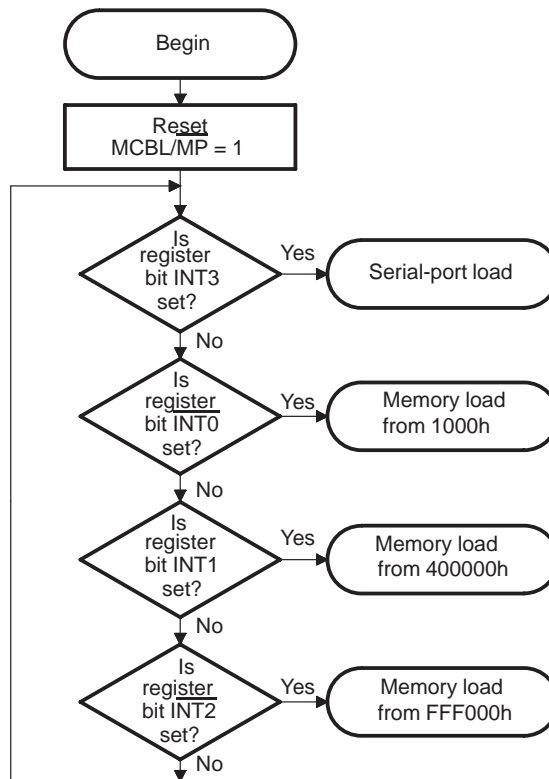 Begin
Reset
MCBL/MP = 1
Is
register
bit INT3
set?
Yes
Serial-port load
No
Is
register
bit INT0
set?
Yes
Memory load
from 1000h
No
Is
register
bit INT1
set?
Yes
Memory load
from 400000h
No
Is
register
bit INT2
set?
Yes
Memory load
from FFF000h
No